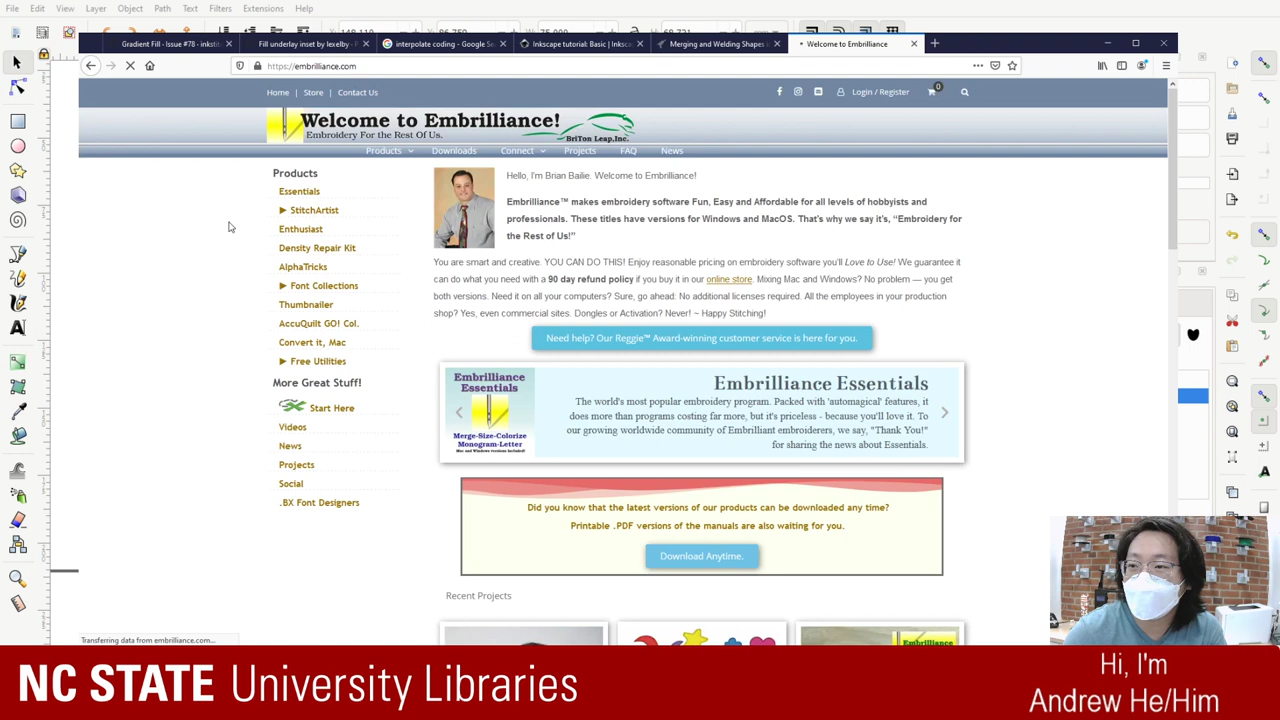 File Edit View Layer Object Path Text Filters Extensions Help
Gradient Fill - Issue #78 - inkstit
Fill underlay inset by lexelby - P
interpolate coding - Google Se
Inkscape tutorial: Basic | Inksca
Merging and Welding Shapes i
Welcome to Embrilliance
https://embrilliance.com
Home | Store | Contact Us
Login / Register
0
Welcome to Embrilliance!
Embroidery For the Rest of Us.
BriTon Leap, Inc.
Products Downloads Connect Projects FAQ News
Products
Essentials
StitchArtist
Enthusiast
Density Repair Kit
AlphaTricks
Font Collections
Thumbnailer
AccuQuilt GO! Col.
Convert it, Mac
Free Utilities
More Great Stuff!
Start Here
Videos
News
Projects
Social
.BX Font Designers
Hello, I'm Brian Bailie. Welcome to Embrilliance!
Embrilliance™ makes embroidery software Fun, Easy and Affordable for all levels of hobbyists and
professionals. These titles have versions for Windows and MacOS. That's why we say it's, “Embroidery for
the Rest of Us!”
You are smart and creative. YOU CAN DO THIS! Enjoy reasonable pricing on embroidery software you'll Love to Use! We guarantee it
can do what you need with a 90 day refund policy if you buy it in our online store. Mixing Mac and Windows? No problem — you get
both versions. Need it on all your computers? Sure, go ahead: No additional licenses required. All the employees in your production
shop? Yes, even commercial sites. Dongles or Activation? Never! ~ Happy Stitching!
Need help? Our Reggie™ Award-winning customer service is here for you.
Embrilliance
Essentials
Merge-Size-Colorize
Monogram-Letter
Mac and Windows versions Included!
Embrilliance Essentials
The world's most popular embroidery program. Packed with 'automagical' features, it
does more than programs costing far more, but it's priceless - because you'll love it. To
our growing worldwide community of Embrilliant embroiderers, we say, "Thank You!"
for sharing the news about Essentials.
Did you know that the latest versions of our products can be downloaded any time?
Printable .PDF versions of the manuals are also waiting for you.
Download Anytime.
Recent Projects
Embrilliance
Transferring data from embrilliance.com...
NC STATE University Libraries
Hi, I'm
Andrew He/Him